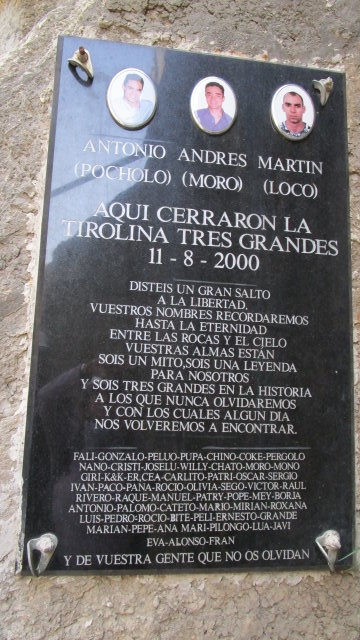 ANTONIO ANDRES MARTIN
(POCHOLO) (MORO) (LOCO)
AQUI CERRARON LA
TIROLINA TRES GRANDES
11 - 8 - 2000
DISTEIS UN GRAN SALTO
A LA LIBERTAD.
VUESTROS NOMBRES RECORDAREMOS
HASTA LA ETERNIDAD
ENTRE LAS ROCAS Y EL CIELO
VUESTRAS ALMAS ESTÁN
SOIS UN MITO, SOIS UNA LEYENDA
PARA NOSOTROS
Y SOIS TRES GRANDES EN LA HISTORIA
A LOS QUE NUNCA OLVIDAREMOS
Y CON LOS CUALES ALGUN DIA
NOS VOLVEREMOS A ENCONTRAR.
FALI-GONZALO-PELUO-PUPA-CHINO-COKE-PERGOLO
NANO-CRISTI-JOSELU-WILLY-CHATO-MORO-MONO
GIRI-K&K-ER,CEA-CARLITO-PATRI-OSCAR-SERGIO
IVAN-PACO-PANA-ROCIO-OLIVIA-SEGO-VICTOR-RAUL
RIVERO-RAQUE-MANUEL-PATRY-POPE-MEY-BORJA
ANTONIO-PALOMO-CATETO-MARIO-MIRIAN-ROXANA
LUIS-PEDRO-ROCIO-BITE-PELI-ERNESTO-GRANDE
MARIAN-PEPE-ANA MARI-PILONGO-LUA-JAVI
EVA-ALONSO-FRAN
Y DE VUESTRA GENTE QUE NO OS OLVIDAN